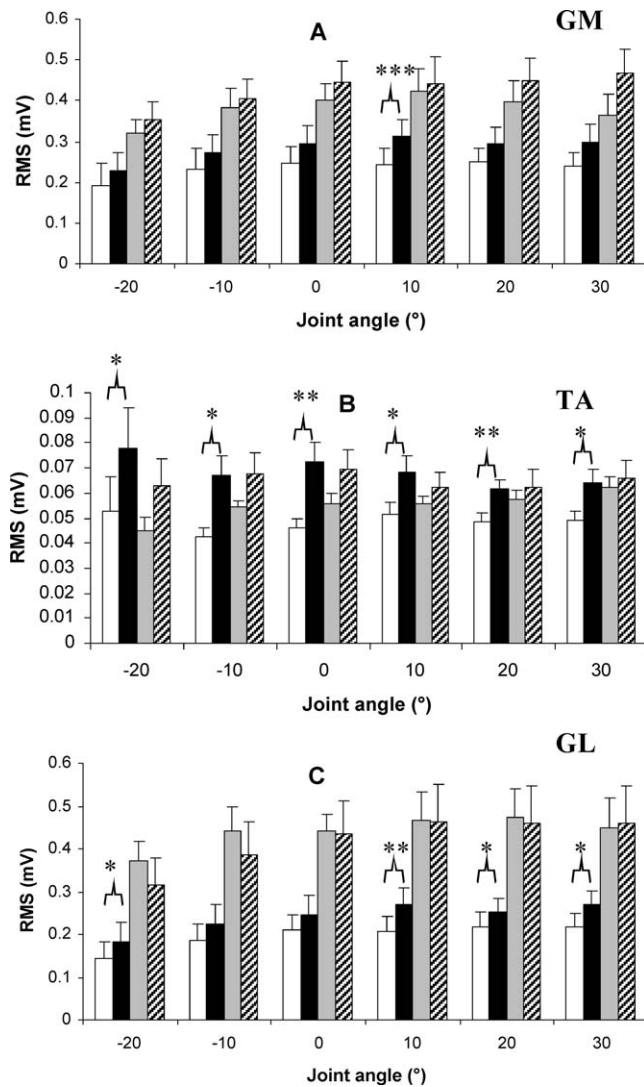 GM
A
0.6
0.5
0.4
0.3
0.2
0.1
0
RMS (mV)
***
-20 -10 0 10 20 30
Joint angle (°)
TA
B
0.1
0.09
0.08
0.07
0.06
0.05
0.04
0.03
0.02
0.01
0
RMS (mV)
* * ** * ** *
-20 -10 0 10 20 30
Joint angle (°)
GL
C
0.6
0.5
0.4
0.3
0.2
0.1
0
RMS (mV)
* ** * *
-20 -10 0 10 20 30
Joint angle (°)